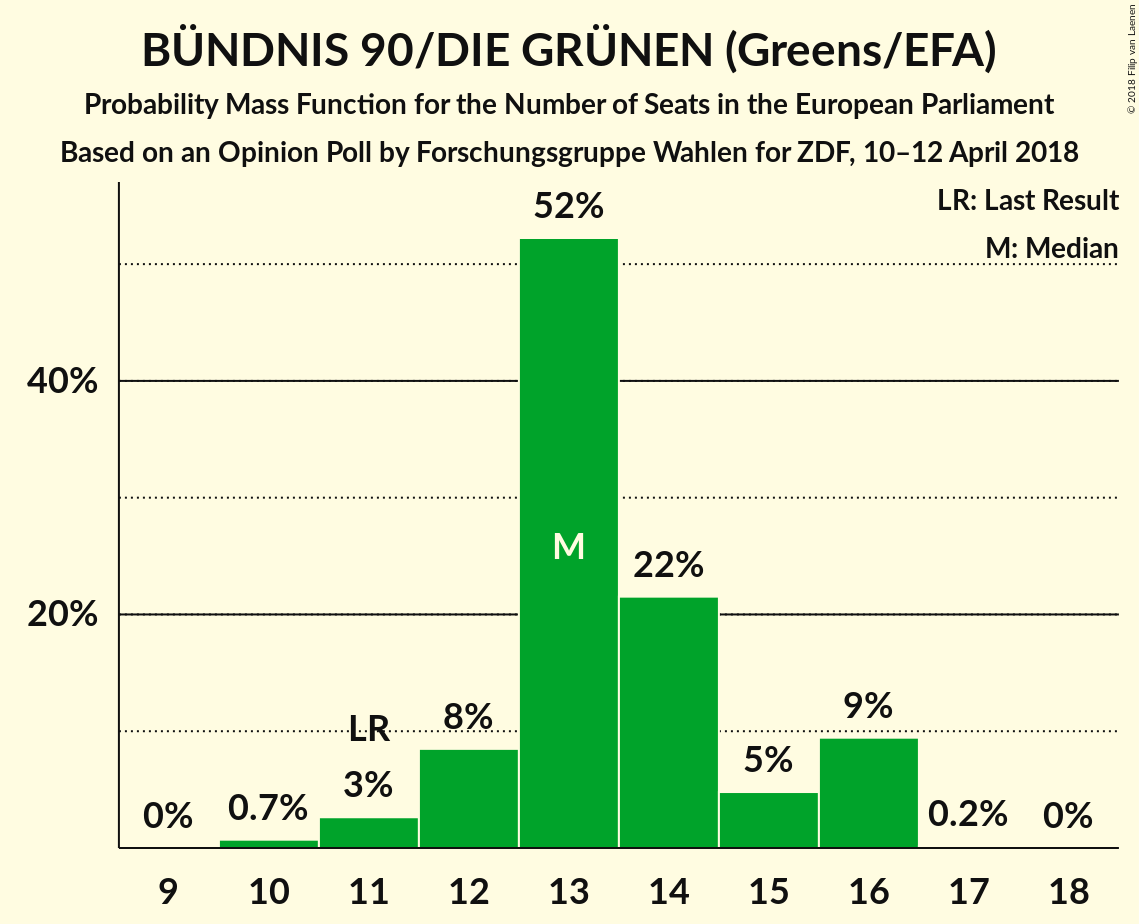 BÜNDNIS 90/DIE GRÜNEN (Greens/EFA)
Probability Mass Function for the Number of Seats in the European Parliament
Based on an Opinion Poll by Forschungsgruppe Wahlen for ZDF, 10–12 April 2018
© 2018 Filip van Laenen
LR: Last Result
M: Median
52%
40%
M
22%
20%
9%
8%
LR
5%
3%
0% 0.7% 0.2% 0%
9 10 11 12 13 14 15 16 17 18